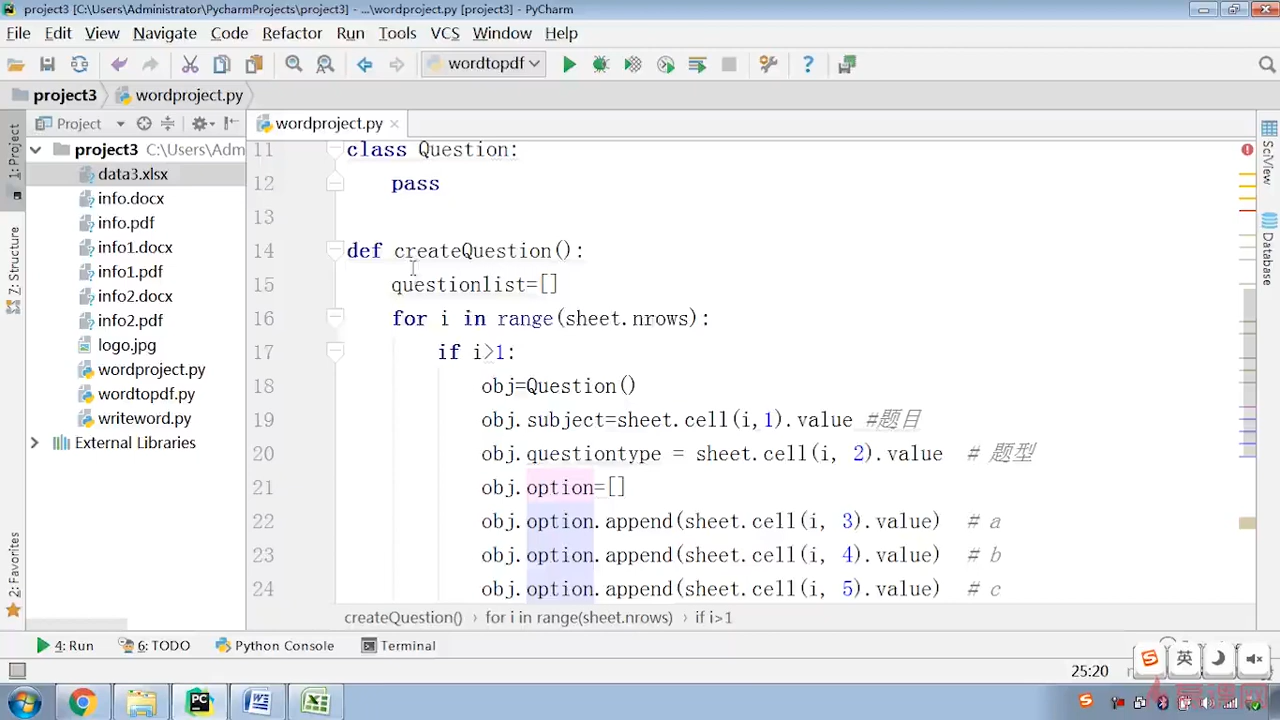 project3 [C:\Users\Administrator\PycharmProjects\project3] - ...\wordproject.py [project3] - PyCharm
File Edit View Navigate Code Refactor Run Tools VCS Window Help
wordtopdf
project3 wordproject.py
Project wordproject.py
1: Project
project3 C:\Users\Adm
data3.xlsx
info.docx
info.pdf
info1.docx
info1.pdf
info2.docx
info2.pdf
logo.jpg
wordproject.py
wordtopdf.py
writeword.py
External Libraries
Z: Structure
2: Favorites
11 class Question:
12 pass
13
14 def createQuestion():
15 questionlist=[]
16 for i in range(sheet.nrows):
17 if i>1:
18 obj=Question()
19 obj.subject=sheet.cell(i,1).value #题目
20 obj.questiontype = sheet.cell(i, 2).value # 题型
21 obj.option=[]
22 obj.option.append(sheet.cell(i, 3).value) # a
23 obj.option.append(sheet.cell(i, 4).value) # b
24 obj.option.append(sheet.cell(i, 5).value) # c
SciView
Database
createQuestion() for i in range(sheet.nrows) if i>1
4: Run 6: TODO Python Console Terminal
25:20
英